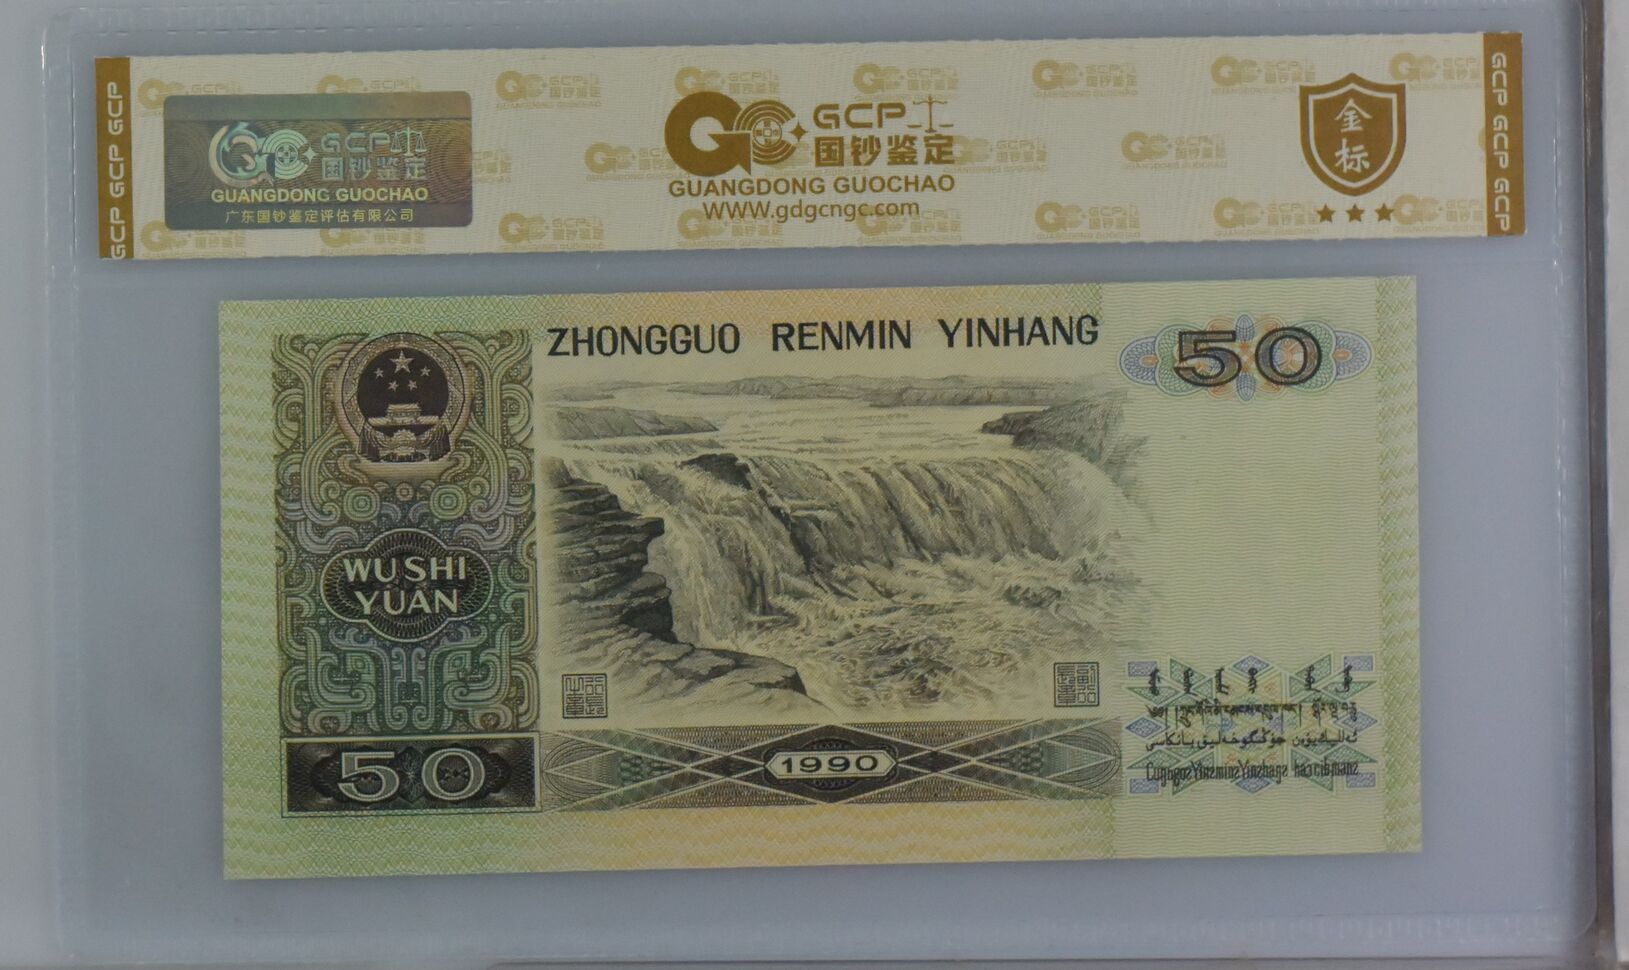 GCP GCP GCP
GCP
国钞鉴定
GUANGDONG GUOCHAO
广东国钞鉴定评估有限公司
GCP
国钞鉴定
GUANGDONG GUOCHAO
WWW.gdgcngc.com
金标
GCP GCP GCP
ZHONGGUO RENMIN YINHANG
50
WU SHI
YUAN
50
1990